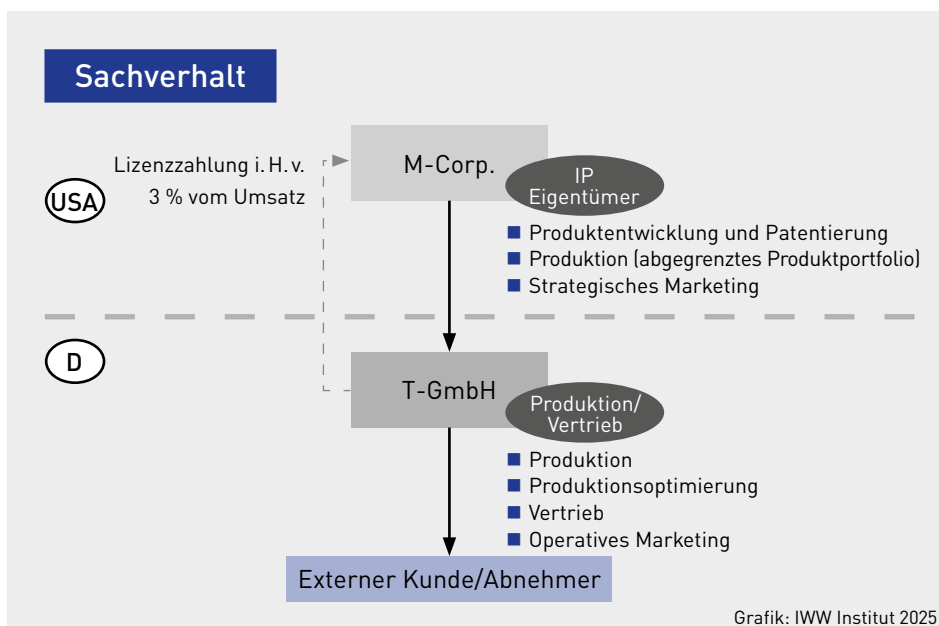 Sachverhalt
Lizenzzahlung i. H. v.
3 % vom Umsatz
M-Corp.
IP
Eigentümer
USA
■ Produktentwicklung und Patentierung
■ Produktion (abgegrenztes Produktportfolio)
■ Strategisches Marketing
D
T-GmbH
Produktion/
Vertrieb
■ Produktion
■ Produktionsoptimierung
■ Vertrieb
■ Operatives Marketing
Externer Kunde/Abnehmer
Grafik: IWW Institut 2025